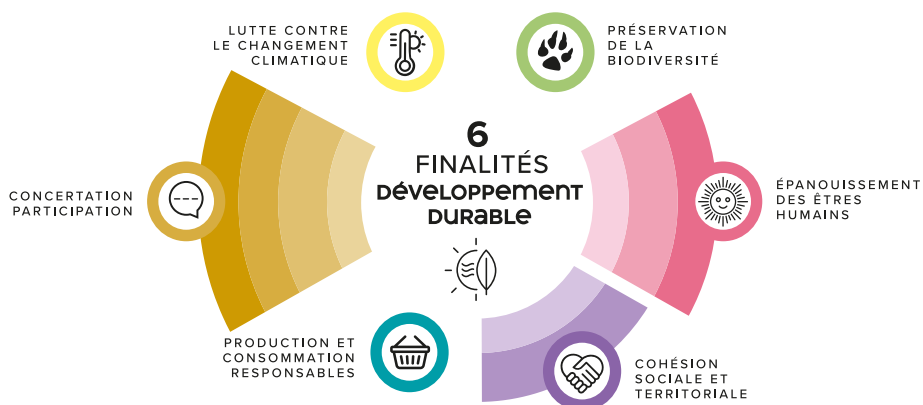 LUTTE CONTRE
LE CHANGEMENT
CLIMATIQUE
PRÉSERVATION
DE LA
BIODIVERSITÉ
6
FINALITÉS
DÉVELOPPEMENT
DURABLE
CONCERTATION
PARTICIPATION
ÉPANOUISSEMENT
DES ÊTRES
HUMAINS
PRODUCTION ET
CONSOMMATION
RESPONSABLES
COHÉSION
SOCIALE ET
TERRITORIALE